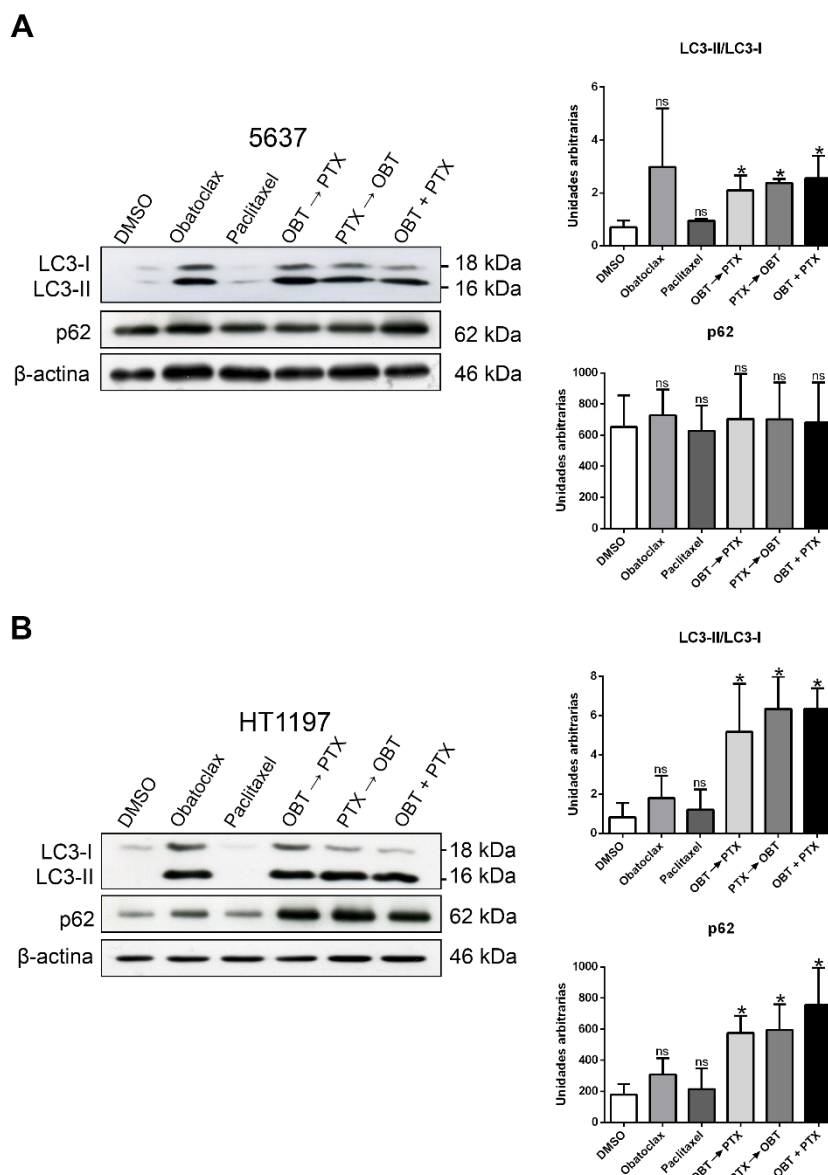 A
5637
DMSO
Obatoclax
Paclitaxel
OBT → PTX
PTX → OBT
OBT + PTX
LC3-I
LC3-II
18 kDa
16 kDa
p62
62 kDa
β-actina
46 kDa
LC3-II/LC3-I
Unidades arbitrarias
6
4
2
0
ns
ns
*
*
*
DMSO
Obatoclax
Paclitaxel
OBT → PTX
PTX → OBT
OBT + PTX
p62
Unidades arbitrarias
1000
800
600
400
200
0
ns
ns
ns
ns
ns
DMSO
Obatoclax
Paclitaxel
OBT → PTX
PTX → OBT
OBT + PTX
B
HT1197
DMSO
Obatoclax
Paclitaxel
OBT → PTX
PTX → OBT
OBT + PTX
LC3-I
LC3-II
18 kDa
16 kDa
p62
62 kDa
β-actina
46 kDa
LC3-II/LC3-I
Unidades arbitrarias
8
6
4
2
0
ns
ns
*
*
*
DMSO
Obatoclax
Paclitaxel
OBT → PTX
PTX → OBT
OBT + PTX
p62
Unidades arbitrarias
1000
800
600
400
200
0
ns
ns
*
*
*
DMSO
Obatoclax
Paclitaxel
OBT → PTX
PTX → OBT
OBT + PTX